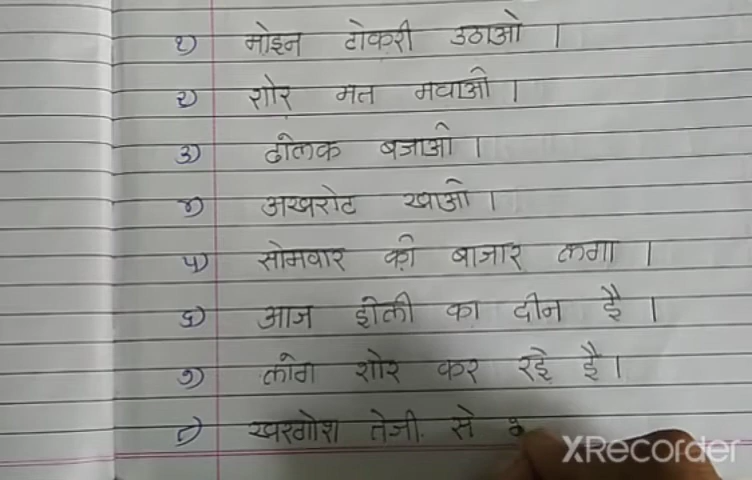 १) मोइन टोकरी उठाओ ।
२) शोर मत मचाओ ।
३) ढोलक बजाओ ।
४) अखरोट खाओ ।
५) सोमवार को बाजार लगा ।
६) आज होली का दीन है ।
७) लोग शोर कर रहे है।
८) खरगोश तेजी से
XRecorder